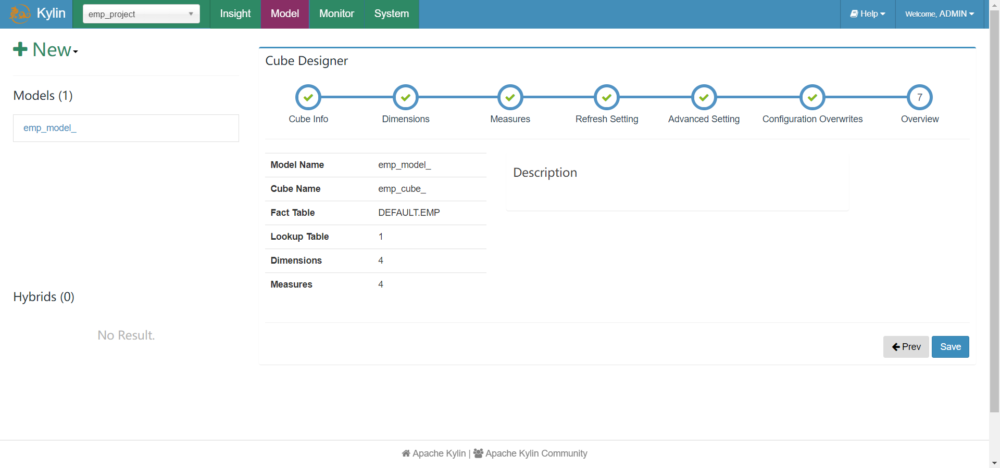 Kylin
emp_project
Insight
Model
Monitor
System
Help
Welcome, ADMIN
New
Models (1)
emp_model_
Hybrids (0)
No Result.
Cube Designer
7
Cube Info
Dimensions
Measures
Refresh Setting
Advanced Setting
Configuration Overwrites
Overview
Model Name emp_model_
Cube Name emp_cube_
Fact Table DEFAULT.EMP
Lookup Table 1
Dimensions 4
Measures 4
Description
Prev
Save
Apache Kylin | Apache Kylin Community